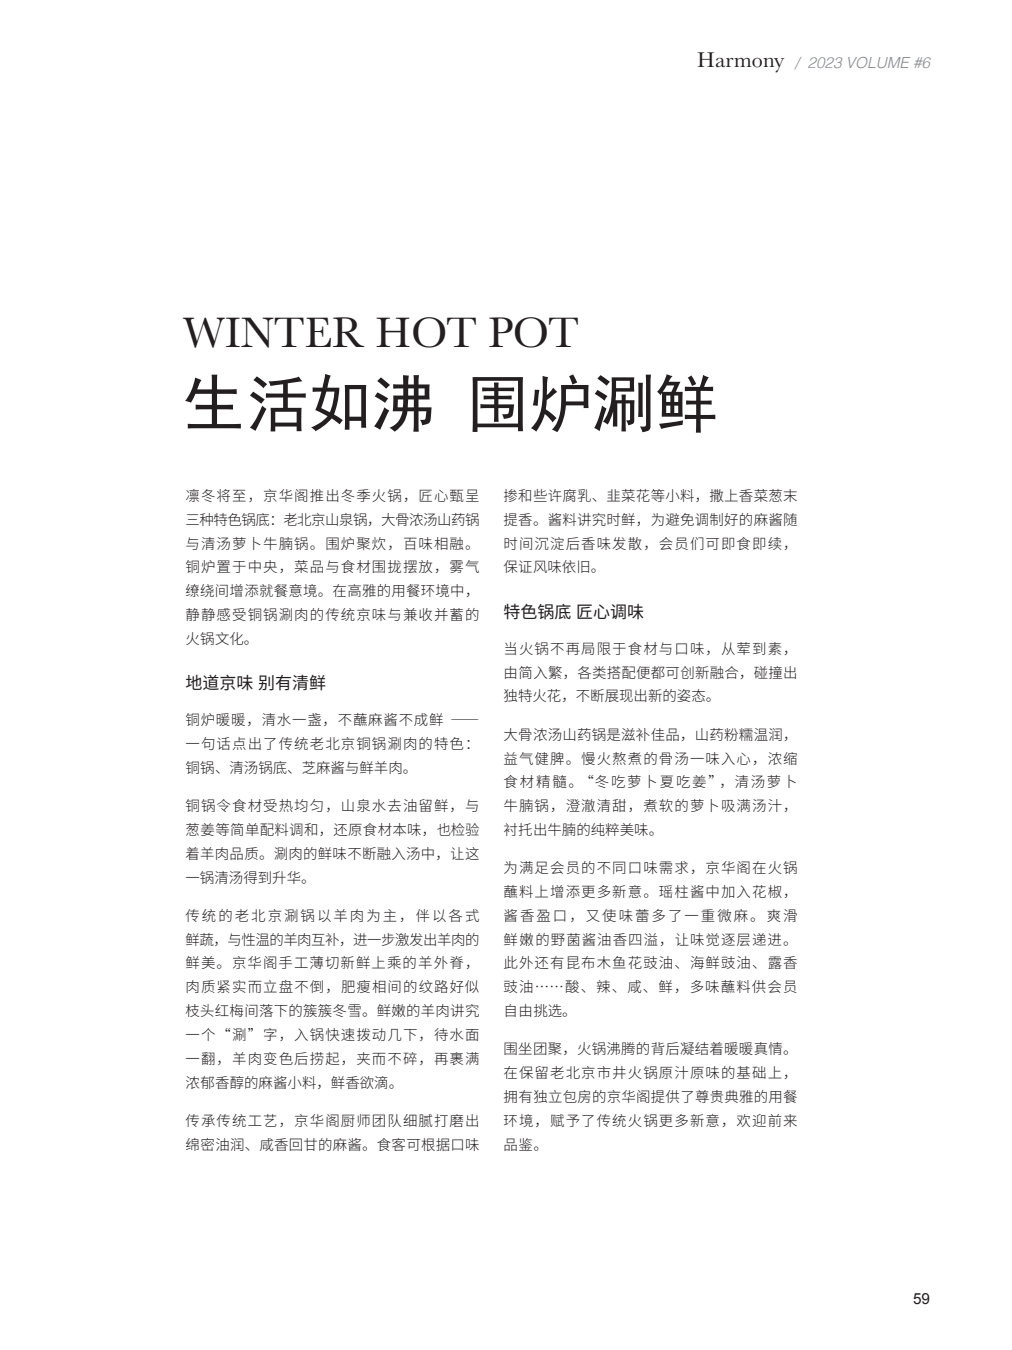 Harmony / 2023 VOLUME #6
WINTER HOT POT
生活如沸 围炉涮鲜
凛冬将至，京华阁推出冬季火锅，匠心甄呈
三种特色锅底：老北京山泉锅，大骨浓汤山药锅
与清汤萝卜牛腩锅。围炉聚炊，百味相融。
铜炉置于中央，菜品与食材围拢摆放，雾气
缭绕间增添就餐意境。在高雅的用餐环境中，
静静感受铜锅涮肉的传统京味与兼收并蓄的
火锅文化。
地道京味 别有清鲜
铜炉暖暖，清水一盏，不蘸麻酱不成鲜 ——
一句话点出了传统老北京铜锅涮肉的特色：
铜锅、清汤锅底、芝麻酱与鲜羊肉。
铜锅令食材受热均匀，山泉水去油留鲜，与
葱姜等简单配料调和，还原食材本味，也检验
着羊肉品质。涮肉的鲜味不断融入汤中，让这
一锅清汤得到升华。
传统的老北京涮锅以羊肉为主，伴以各式
鲜蔬，与性温的羊肉互补，进一步激发出羊肉的
鲜美。京华阁手工薄切新鲜上乘的羊外脊，
肉质紧实而立盘不倒，肥瘦相间的纹路好似
枝头红梅间落下的簇簇冬雪。鲜嫩的羊肉讲究
一个“涮”字，入锅快速拨动几下，待水面
一翻，羊肉变色后捞起，夹而不碎，再裹满
浓郁香醇的麻酱小料，鲜香欲滴。
传承传统工艺，京华阁厨师团队细腻打磨出
绵密油润、咸香回甘的麻酱。食客可根据口味
掺和些许腐乳、韭菜花等小料，撒上香菜葱末
提香。酱料讲究时鲜，为避免调制好的麻酱随
时间沉淀后香味发散，会员们可即食即续，
保证风味依旧。
特色锅底 匠心调味
当火锅不再局限于食材与口味，从荤到素，
由简入繁，各类搭配便都可创新融合，碰撞出
独特火花，不断展现出新的姿态。
大骨浓汤山药锅是滋补佳品，山药粉糯温润，
益气健脾。慢火熬煮的骨汤一味入心，浓缩
食材精髓。“冬吃萝卜夏吃姜”，清汤萝卜
牛腩锅，澄澈清甜，煮软的萝卜吸满汤汁，
衬托出牛腩的纯粹美味。
为满足会员的不同口味需求，京华阁在火锅
蘸料上增添更多新意。瑶柱酱中加入花椒，
酱香盈口，又使味蕾多了一重微麻。爽滑
鲜嫩的野菌酱油香四溢，让味觉逐层递进。
此外还有昆布木鱼花豉油、海鲜豉油、露香
豉油……酸、辣、咸、鲜，多味蘸料供会员
自由挑选。
围坐团聚，火锅沸腾的背后凝结着暖暖真情。
在保留老北京市井火锅原汁原味的基础上，
拥有独立包房的京华阁提供了尊贵典雅的用餐
环境，赋予了传统火锅更多新意，欢迎前来
品鉴。
59